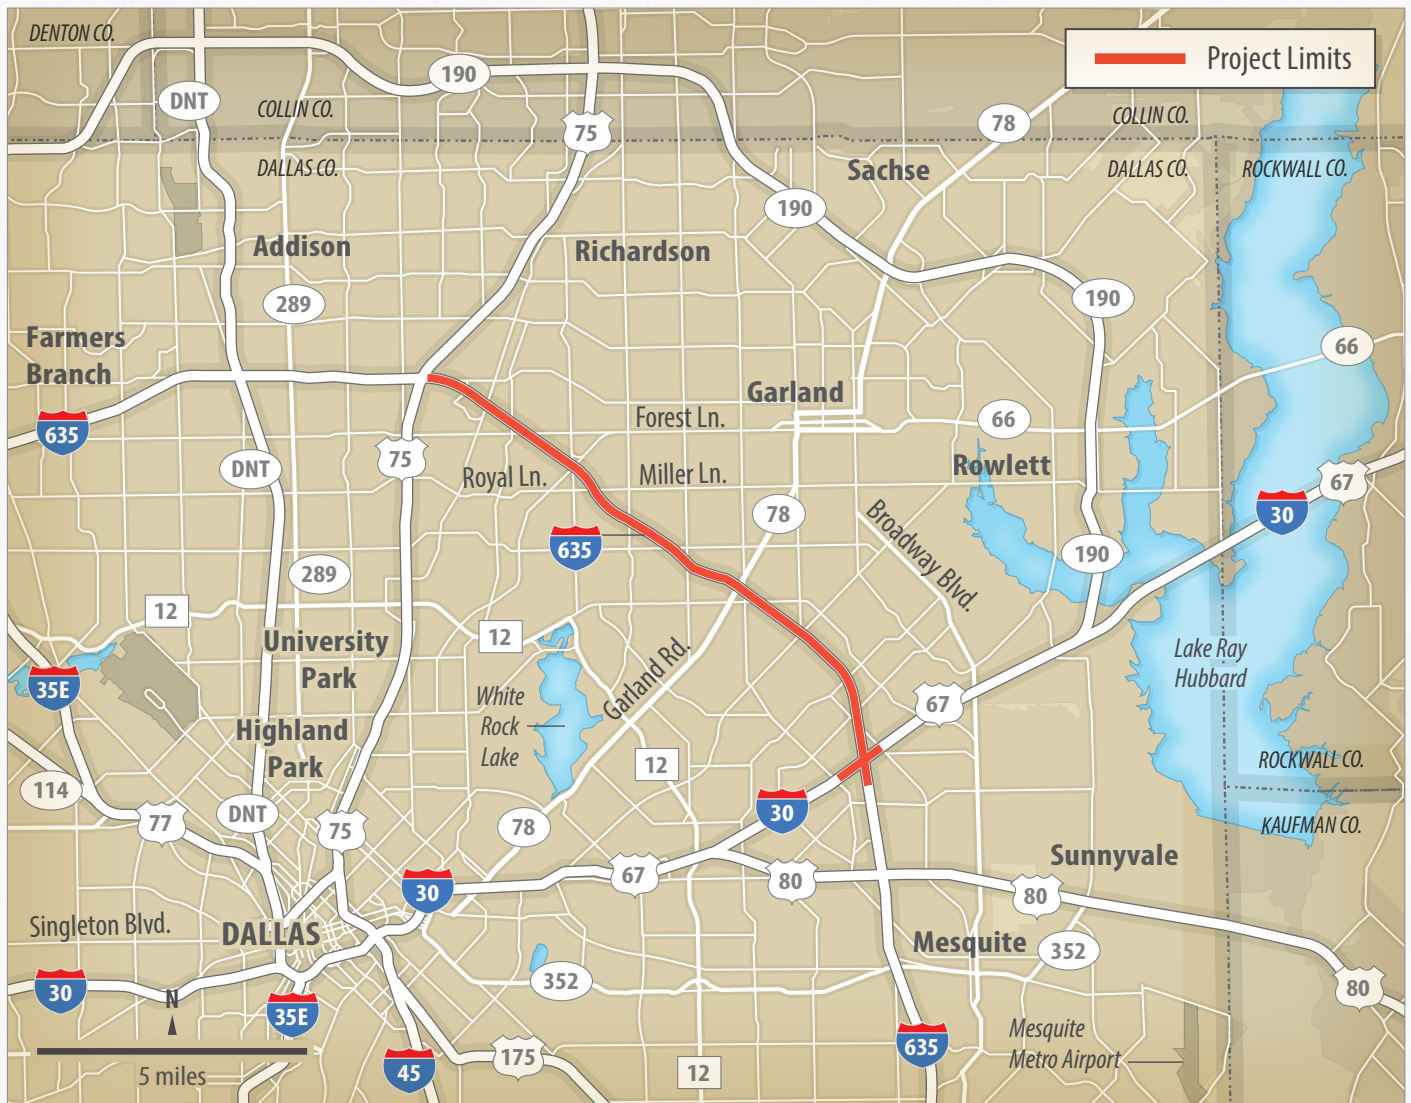 DENTON CO.
Project Limits
190
DNT
COLLIN CO.
75
78
COLLIN CO.
DALLAS CO.
Sachse
DALLAS CO.
ROCKWALL CO.
190
Addison
Richardson
289
190
Farmers
Branch
66
Garland
Forest Ln.
66
635
75
DNT
Royal Ln.
Miller Ln.
Rowlett
67
30
78
Broadway Blvd.
635
190
289
12
12
University
Park
Garland Rd.
Lake Ray
Hubbard
35E
White
Rock
Lake
67
Highland
Park
12
ROCKWALL CO.
114
30
DNT
77
75
78
KAUFMAN CO.
Sunnyvale
67
80
30
80
Singleton Blvd.
DALLAS
Mesquite
352
352
30
80
N
35E
Mesquite
Metro Airport
635
175
5 miles
45
12